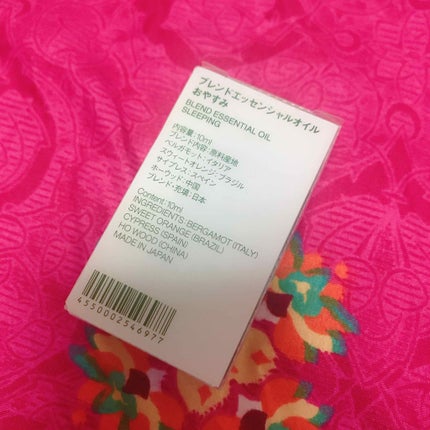 ブレンドエッセンシャルオイル
おやすみ
BLEND ESSENTIAL OIL
SLEEPING
内容量:10ml
ブレンド内容:原料産地
ベルガモット:イタリア
スウィートオレンジ:ブラジル
サイプレス:スペイン
ホーウッド:中国
ブレンド・充填:日本
Content:10ml
INGREDIENTS:BERGAMOT(ITALY)
SWEET ORANGE(BRAZIL)
CYPRESS(SPAIN)
HO WOOD(CHINA)
MADE IN JAPAN
4550002546977